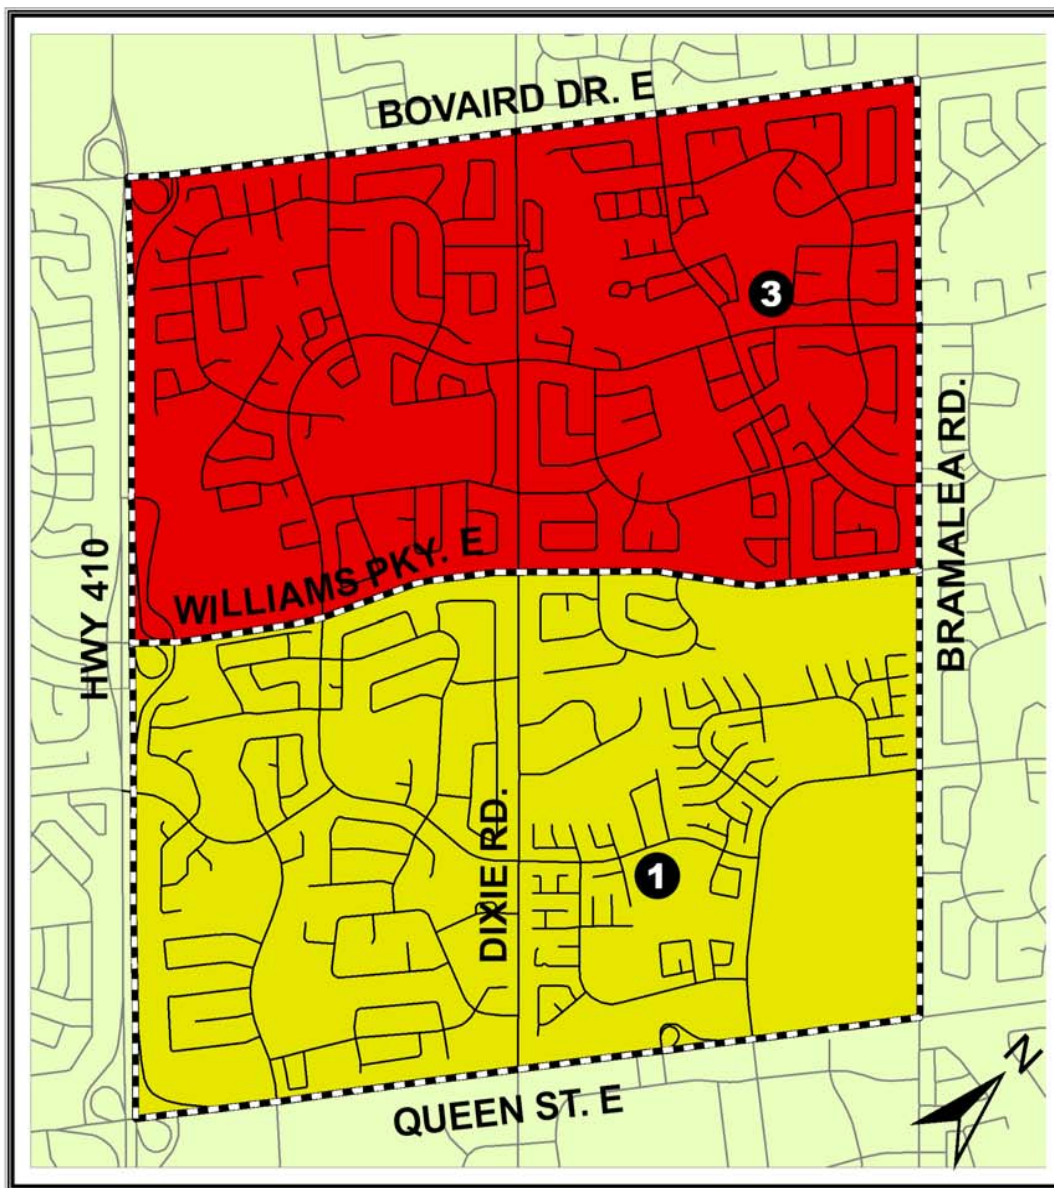 BOVAIRD DR. E
3
BRAMALEA RD.
WILLIAMS PKY. E
HWY 410
DIXIE RD.
1
QUEEN ST. E
N